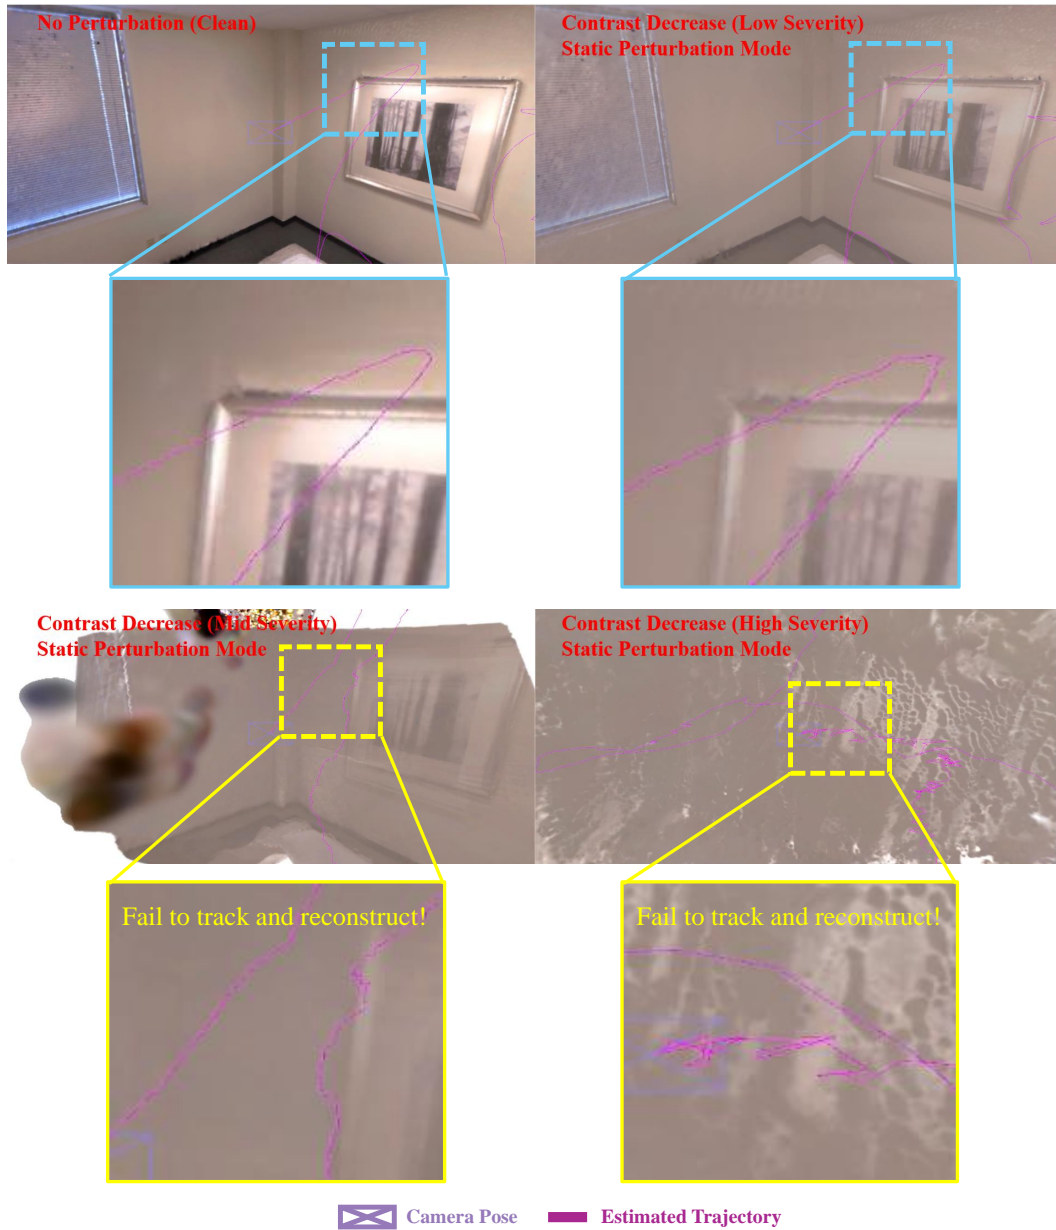 No Perturbation (Clean)
Contrast Decrease (Low Severity)
Static Perturbation Mode
Contrast Decrease (Mid Severity)
Static Perturbation Mode
Contrast Decrease (High Severity)
Static Perturbation Mode
Fail to track and reconstruct!
Fail to track and reconstruct!
Camera Pose
Estimated Trajectory